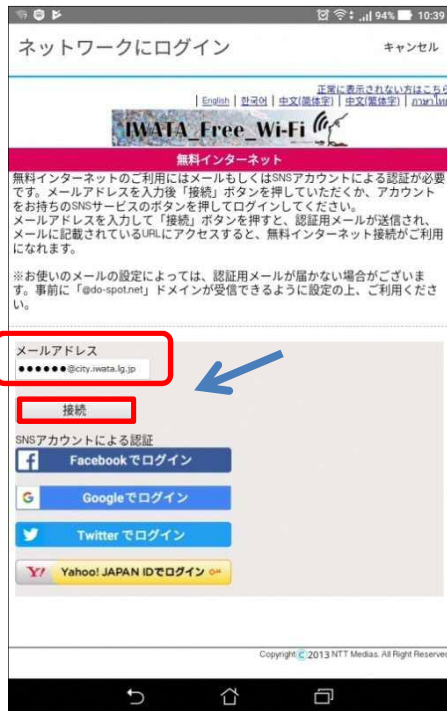 94% 10:39
ネットワークにログイン キャンセル
正常に表示されない方はこちら
| English | 한국어 | 中文(簡体字) | 中文(繁体字) | ภาษาไทย
IWATA_Free_Wi-Fi
無料インターネット
無料インターネットのご利用にはメールもしくはSNSアカウントによる認証が必要
です。メールアドレスを入力後「接続」ボタンを押していただくか、アカウント
をお持ちのSNSサービスのボタンを押してログインしてください。
メールアドレスを入力して「接続」ボタンを押すと、認証用メールが送信され、
メールに記載されているURLにアクセスすると、無料インターネット接続がご利用
になれます。
※お使いのメールの設定によっては、認証用メールが届かない場合がございま
す。事前に「@do-spot.net」ドメインが受信できるように設定の上、ご利用くださ
い。
メールアドレス
●●●●●●@city.iwata.lg.jp
接続
SNSアカウントによる認証
f Facebookでログイン
G Googleでログイン
Twitterでログイン
Y! Yahoo! JAPAN IDでログイン
Copyright C 2013 NTT Medias. All Right Reserved